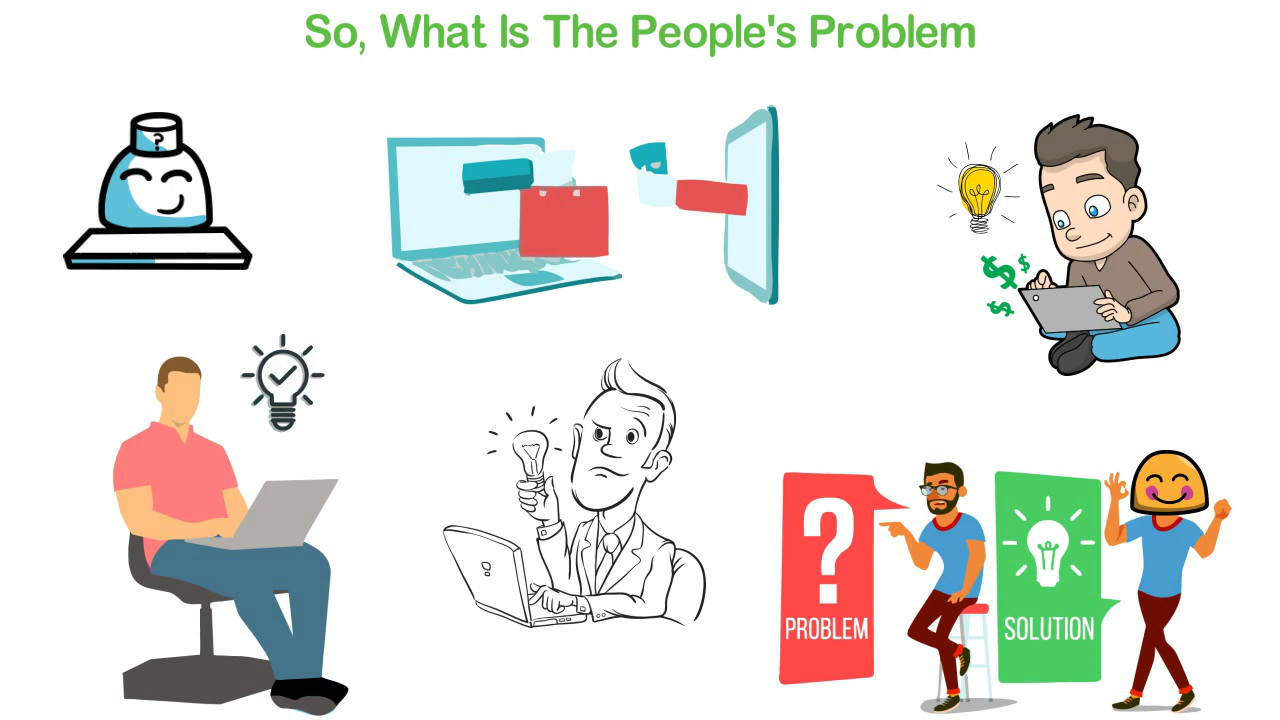 So, What Is The People's Problem
?
$
$
$
?
PROBLEM
SOLUTION